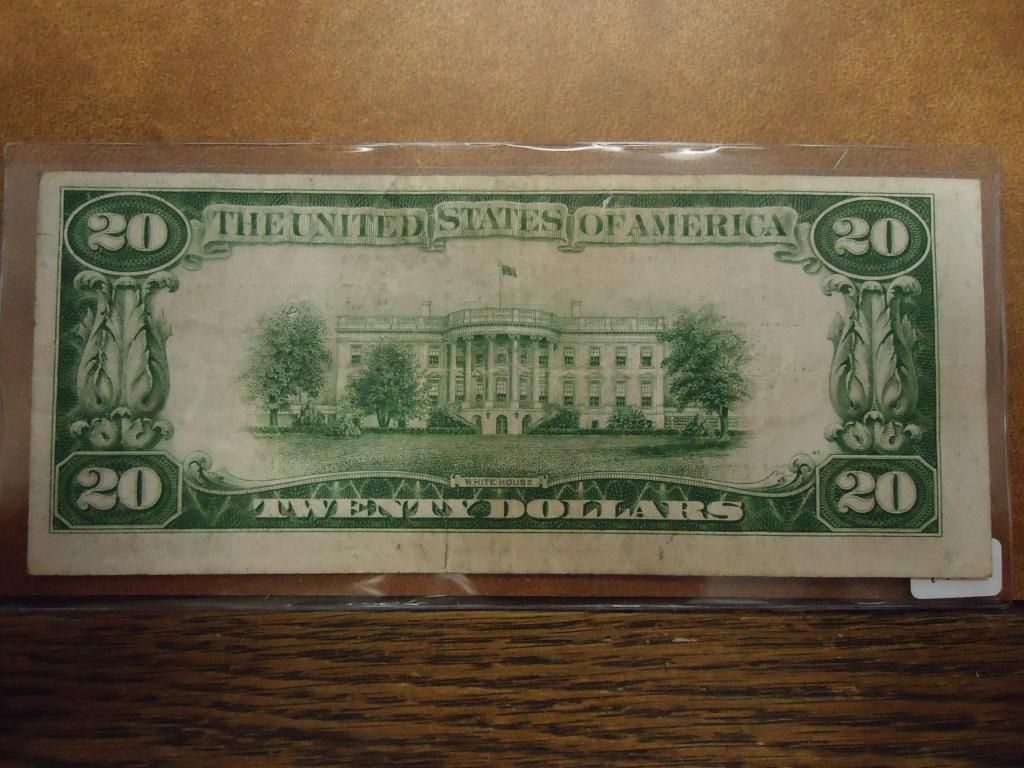 20 THE UNITED STATES OF AMERICA 20
WHITE HOUSE
20 TWENTY DOLLARS 20